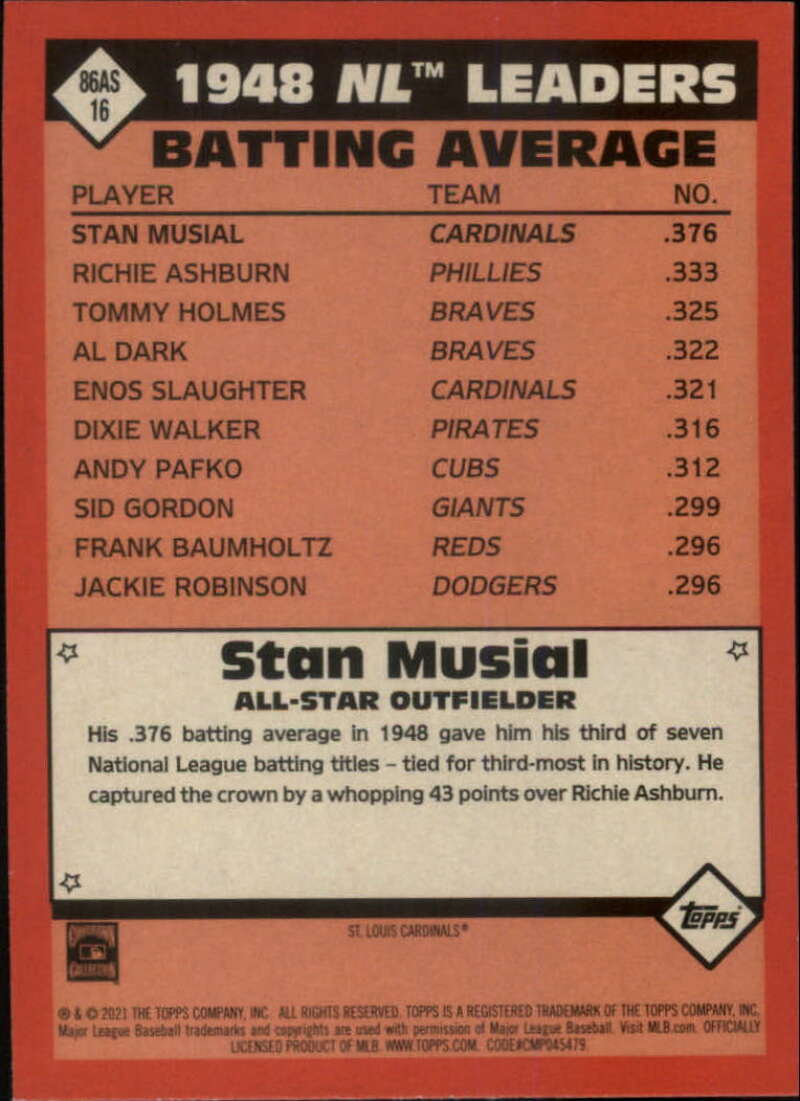 86AS
16
1948 NL™ LEADERS
BATTING AVERAGE
PLAYER TEAM NO.
STAN MUSIAL CARDINALS .376
RICHIE ASHBURN PHILLIES .333
TOMMY HOLMES BRAVES .325
AL DARK BRAVES .322
ENOS SLAUGHTER CARDINALS .321
DIXIE WALKER PIRATES .316
ANDY PAFKO CUBS .312
SID GORDON GIANTS .299
FRANK BAUMHOLTZ REDS .296
JACKIE ROBINSON DODGERS .296
Stan Musial
ALL-STAR OUTFIELDER
His .376 batting average in 1948 gave him his third of seven
National League batting titles – tied for third-most in history. He
captured the crown by a whopping 43 points over Richie Ashburn.
topps
COOPERSTOWN
COLLECTION
ST. LOUIS CARDINALS®
® & © 2021 THE TOPPS COMPANY, INC. ALL RIGHTS RESERVED. TOPPS IS A REGISTERED TRADEMARK OF THE TOPPS COMPANY, INC.
Major League Baseball trademarks and copyrights are used with permission of Major League Baseball. Visit MLB.com. OFFICIALLY
LICENSED PRODUCT OF MLB. WWW.TOPPS.COM. CODE#CMP045479